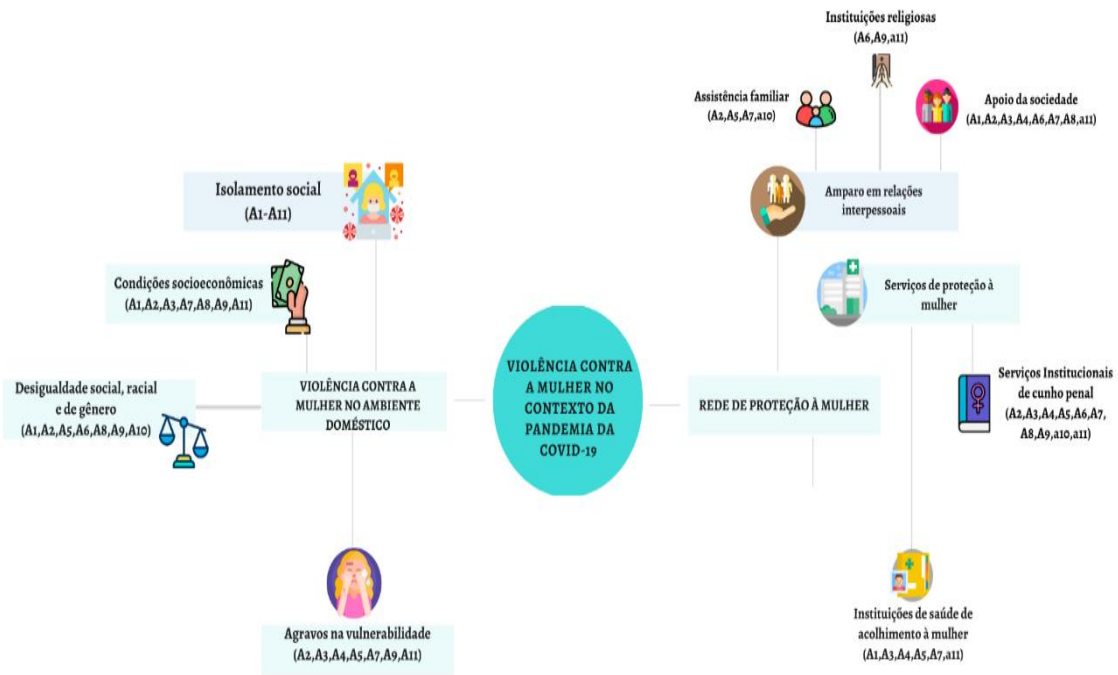 Instituições religiosas
(A6,A9,a11)
Assistência familiar
(A2,A5,A7,a10)
Apoio da sociedade
(A1,A2,A3,A4,A6,A7,A8,a11)
Isolamento social
(A1-A11)
Amparo em relações
interpessoais
Condições socioeconômicas
(A1,A2,A3,A7,A8,A9,A11)
Serviços de proteção à
mulher
Desigualdade social, racial
e de gênero
(A1,A2,A5,A6,A8,A9,A10)
VIOLÊNCIA CONTRA A
MULHER NO AMBIENTE
DOMÉSTICO
VIOLÊNCIA CONTRA
A MULHER NO
CONTEXTO DA
PANDEMIA DA
COVID-19
REDE DE PROTEÇÃO À MULHER
Serviços Institucionais
de cunho penal
(A2,A3,A4,A5,A6,A7,
A8,A9,a10,a11)
Agravos na vulnerabilidade
(A2,A3,A4,A5,A7,A9,A11)
Instituições de saúde de
acolhimento à mulher
(A1,A3,A4,A5,A7,a11)